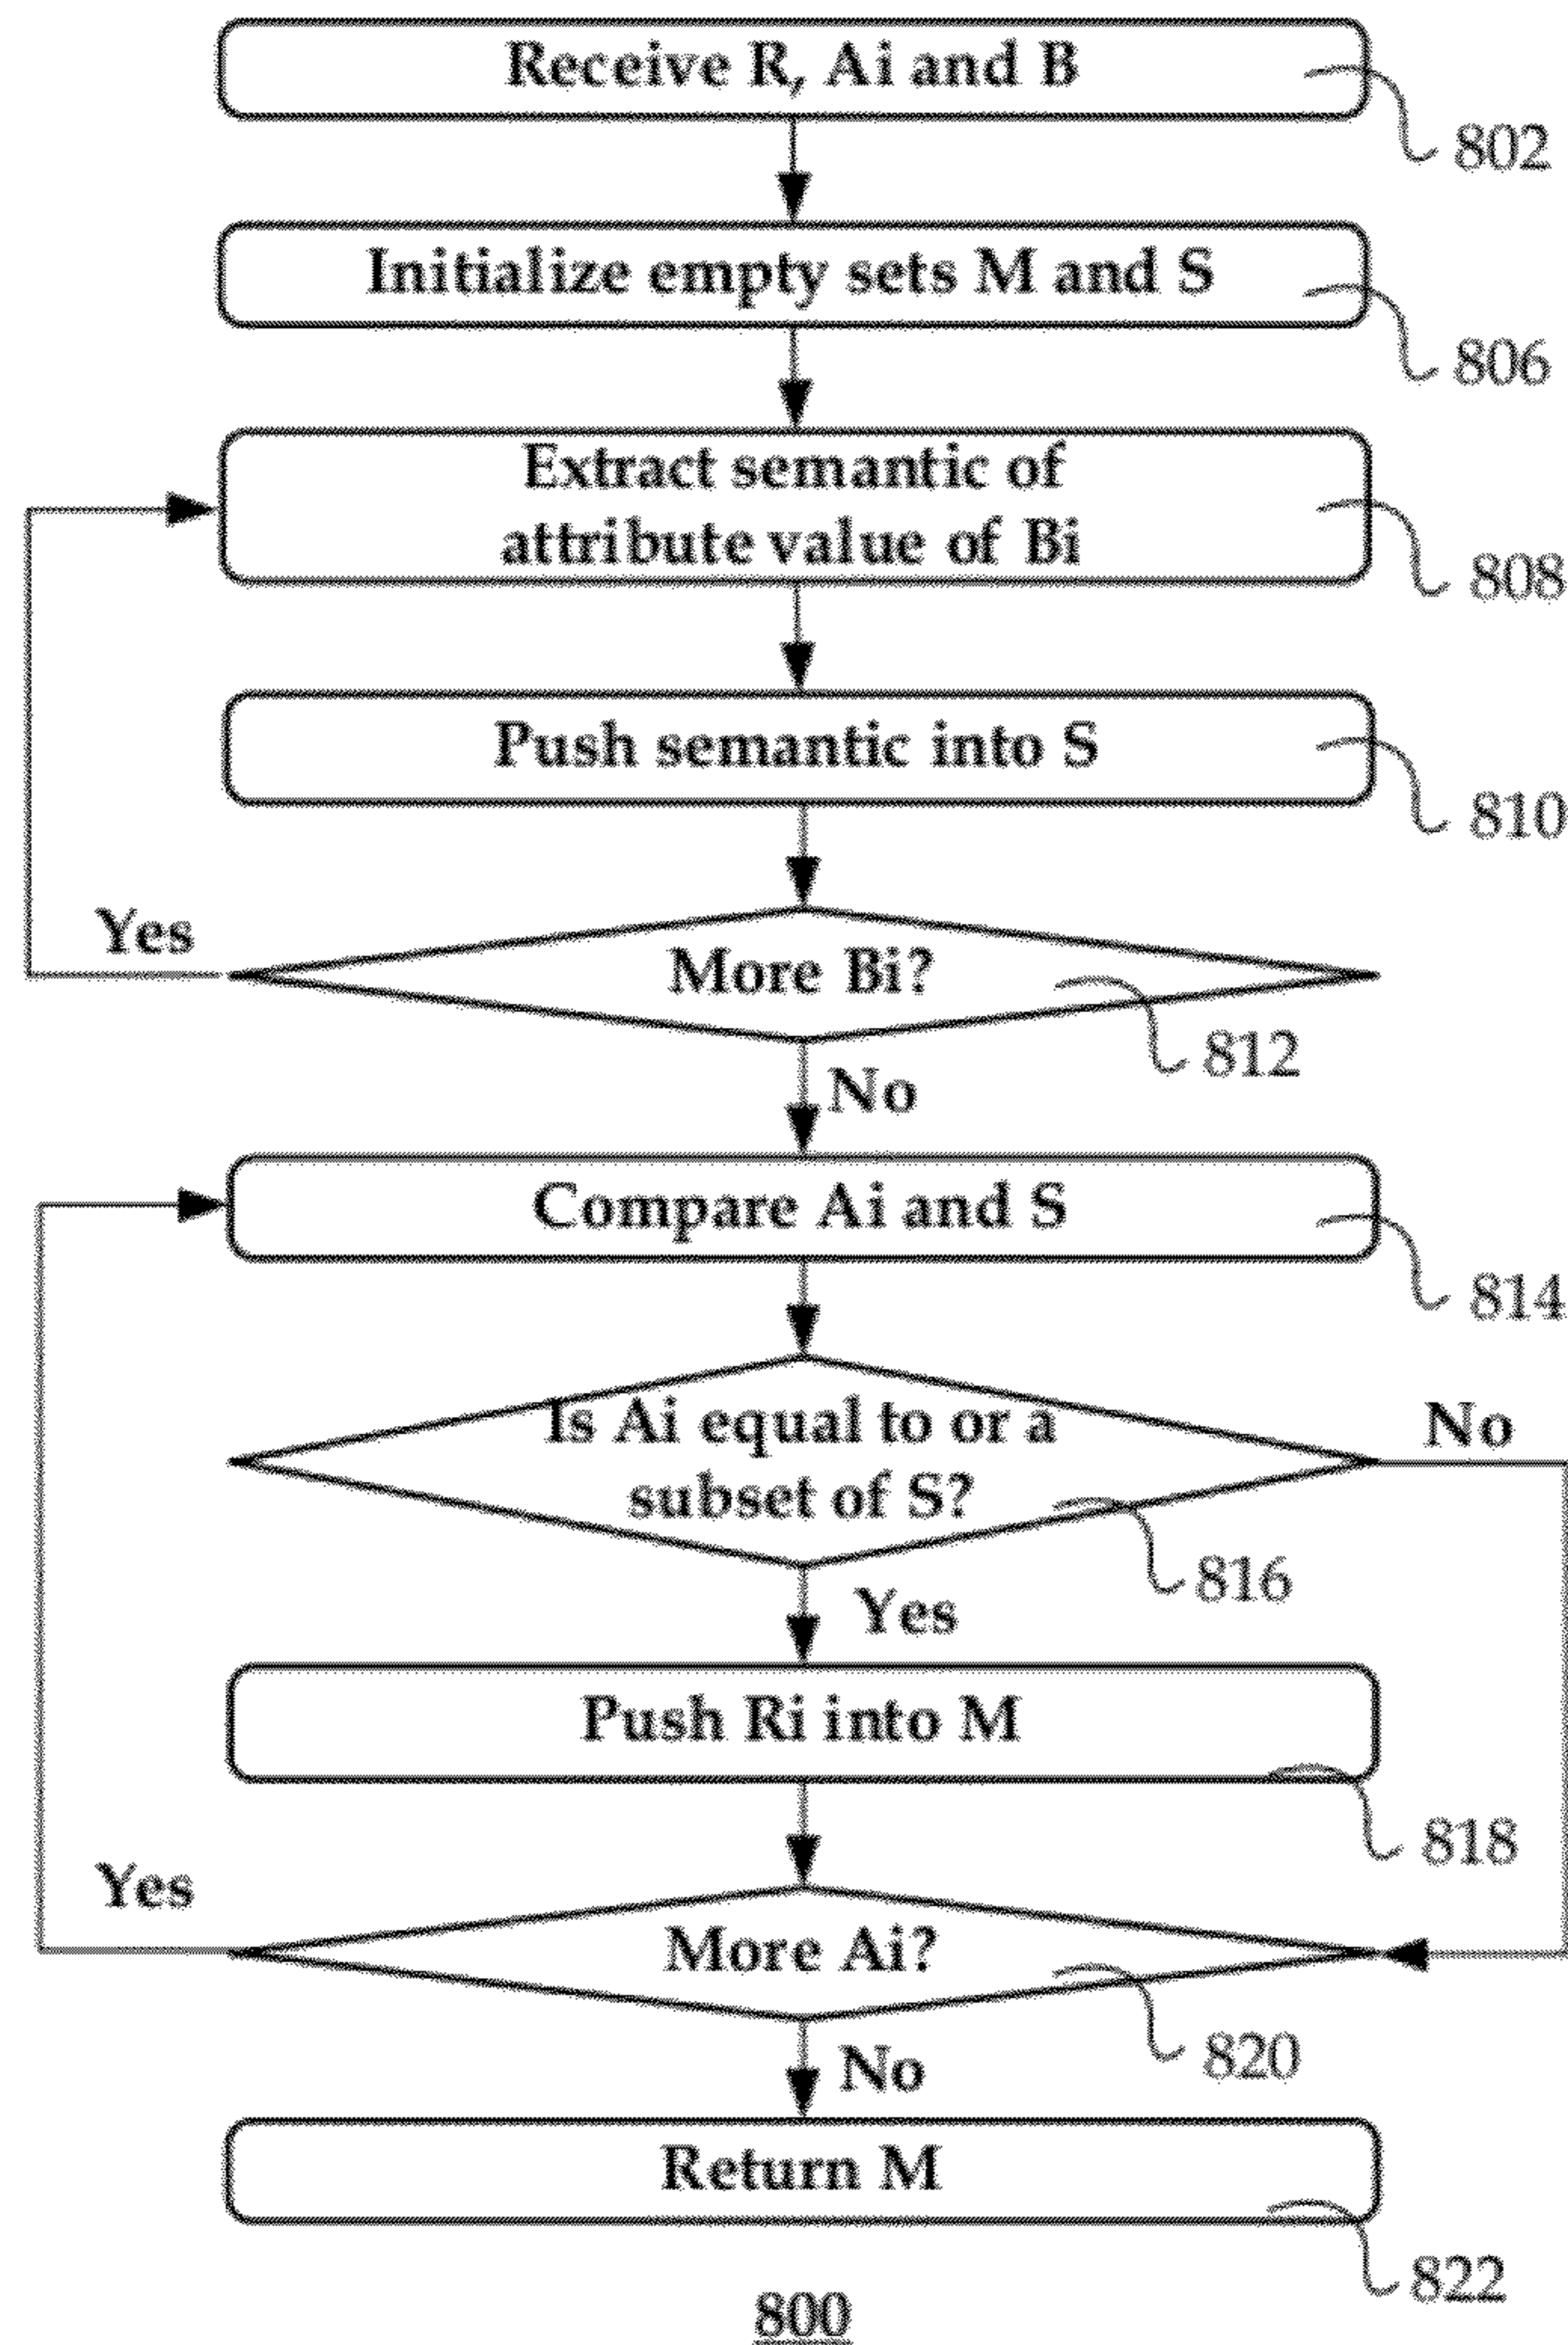 Receive R, Ai and B
802
Initialize empty sets M and S
806
Extract semantic of
attribute value of Bi
808
Push semantic into S
810
Yes
More Bi?
812
No
Compare Ai and S
814
Is Ai equal to or a
subset of S?
No
816
Yes
Push Ri into M
818
Yes
More Ai?
820
No
Return M
822
800